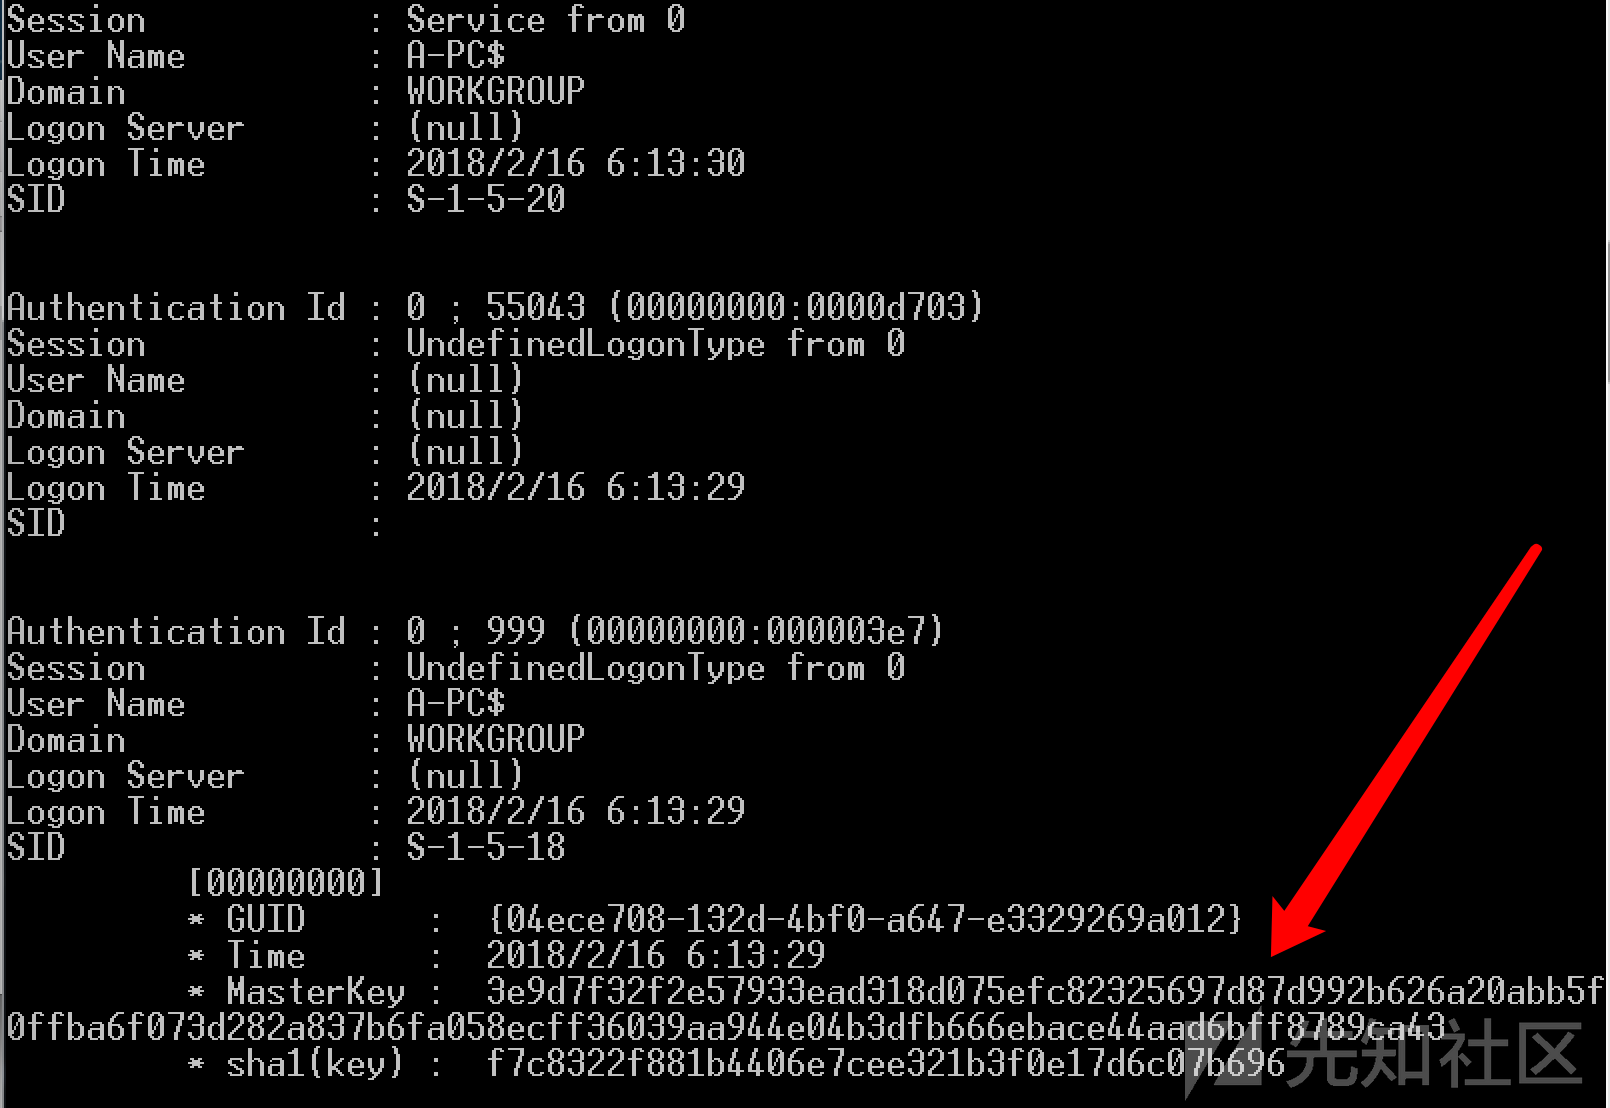 Session : Service from 0
User Name : A-PC$
Domain : WORKGROUP
Logon Server : (null)
Logon Time : 2018/2/16 6:13:30
SID : S-1-5-20
Authentication Id : 0 ; 55043 (00000000:0000d703)
Session : UndefinedLogonType from 0
User Name : (null)
Domain : (null)
Logon Server : (null)
Logon Time : 2018/2/16 6:13:29
SID :
Authentication Id : 0 ; 999 (00000000:000003e7)
Session : UndefinedLogonType from 0
User Name : A-PC$
Domain : WORKGROUP
Logon Server : (null)
Logon Time : 2018/2/16 6:13:29
SID : S-1-5-18
[00000000]
* GUID : {04ece708-132d-4bf0-a647-e3329269a012}
* Time : 2018/2/16 6:13:29
* MasterKey : 3e9d7f32f2e57933ead318d075efc82325697d87d992b626a20abb5f
0ffba6f073d282a837b6fa058ecff36039aa944e04b3dfb666ebace44aad6bff8789ca43
* sha1(key) : f7c8322f881b4406e7cee321b3f0e17d6c07b696
先知社区